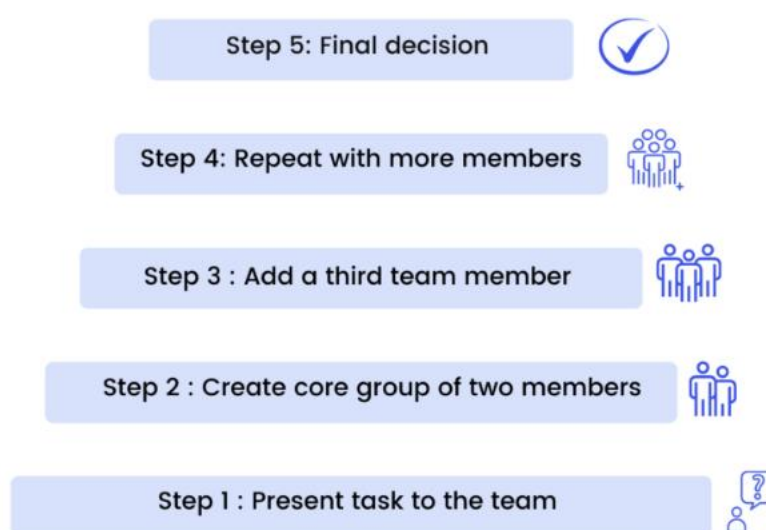 Step 5: Final decision
Step 4: Repeat with more members
Step 3 : Add a third team member
Step 2 : Create core group of two members
Step 1 : Present task to the team
?